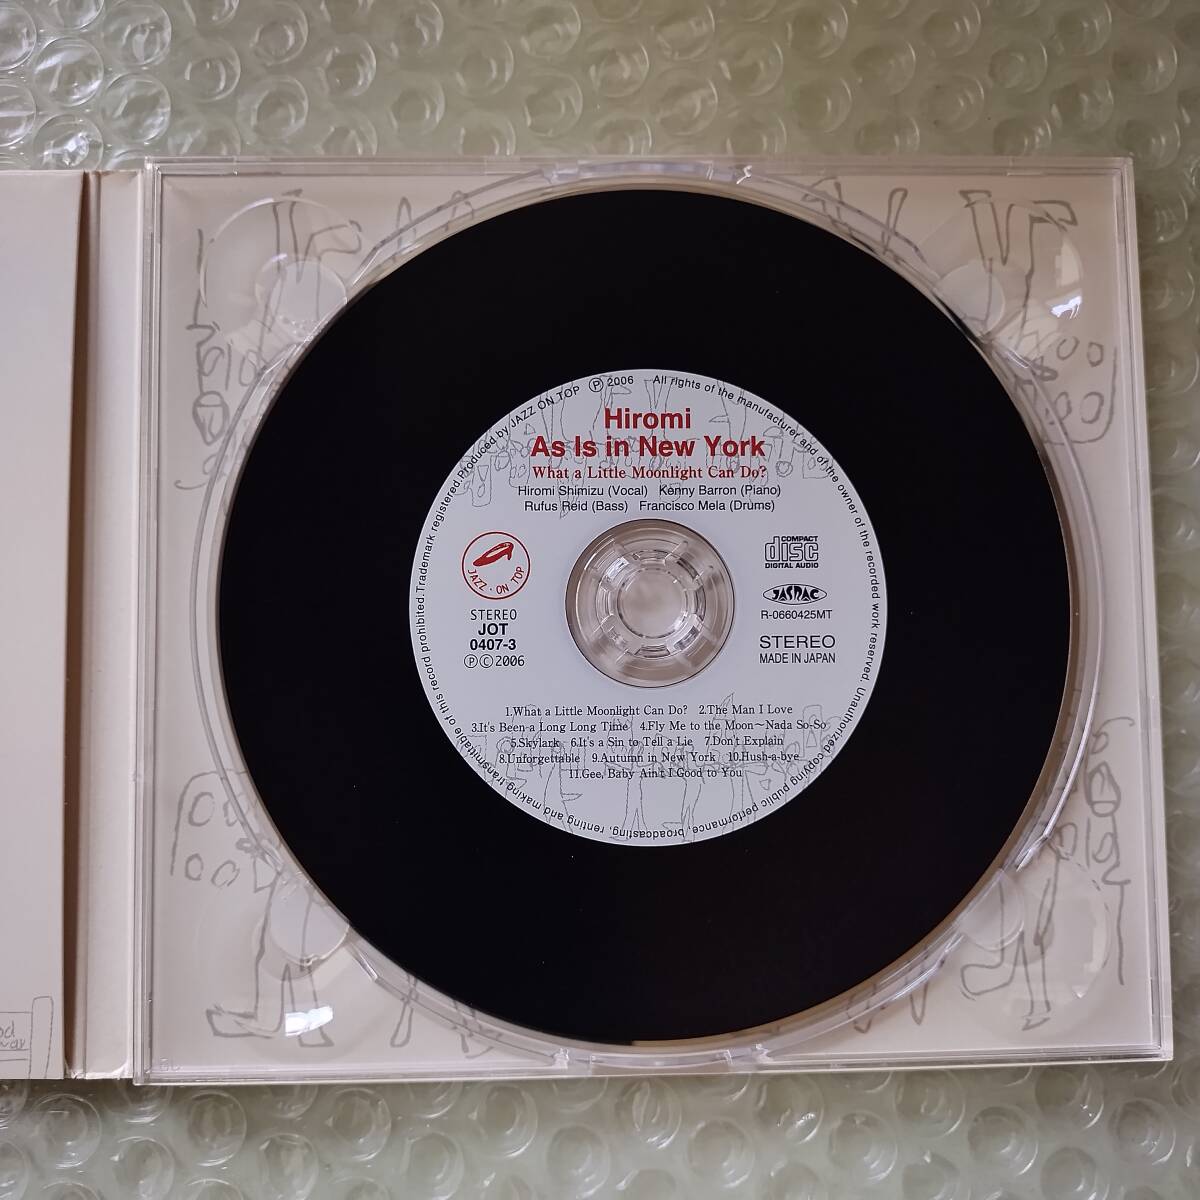 Produced by JAZZ ON TOP Ⓟ 2006 All rights of the manufacturer and of the owner of the recorded work reserved. Unauthorized copying public performance, broadcasting, renting and making transmittable of this record prohibited. Trademark registered.
Hiromi
As Is in New York
What a Little Moonlight Can Do?
Hiromi Shimizu (Vocal) Kenny Barron (Piano)
Rufus Reid (Bass) Francisco Mela (Drums)
JAZZ・ON TOP
STEREO
JOT
0407-3
ⓅⒸ2006
COMPACT
disc
DIGITAL AUDIO
JASRAC
R-0660425MT
STEREO
MADE IN JAPAN
1.What a Little Moonlight Can Do? 2.The Man I Love
3.It's Been a Long Long Time 4.Fly Me to the Moon～Nada So-So
5.Skylark 6.It's a Sin to Tell a Lie 7.Don't Explain
8.Unforgettable 9.Autumn in New York 10.Hush-a-bye
11.Gee, Baby Ain't I Good to You